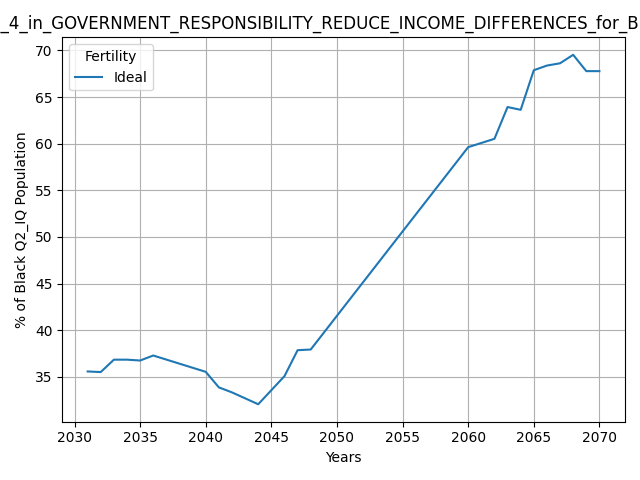 _4_in_GOVERNMENT_RESPONSIBILITY_REDUCE_INCOME_DIFFERENCES_for_B
Fertility
Ideal
70
65
60
55
50
45
40
35
% of Black Q2_IQ Population
2030 2035 2040 2045 2050 2055 2060 2065 2070
Years